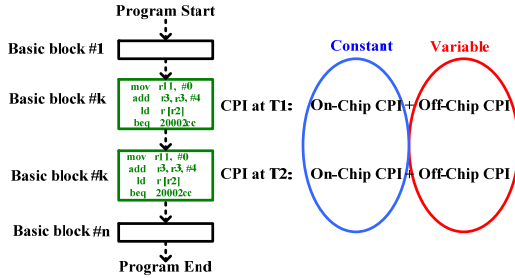 Program Start
Constant
Variable
Basic block #1
Basic block #k
mov r11, #0
add r3, r3, #4
ld r [r2]
beq 20002cc
CPI at T1: On-Chip CPI + Off-Chip CPI
Basic block #k
mov r11, #0
add r3, r3, #4
ld r [r2]
beq 20002cc
CPI at T2: On-Chip CPI + Off-Chip CPI
Basic block #n
Program End